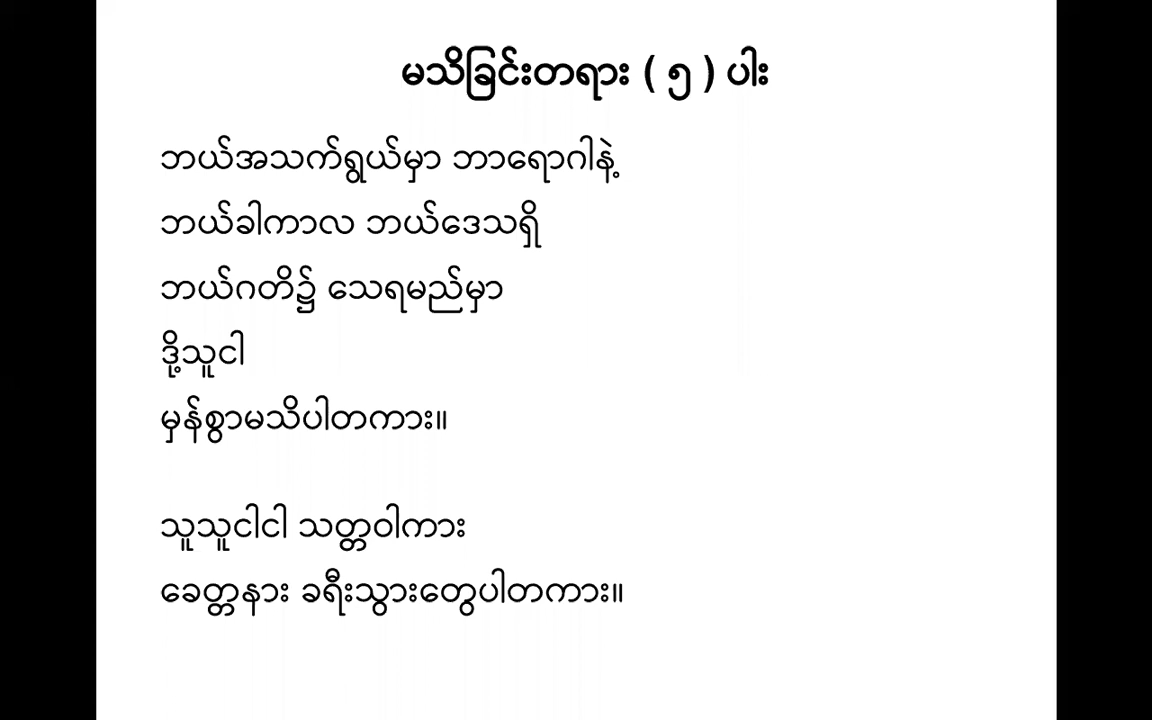 မသိခြင်းတရား ( ၅ ) ပါး
ဘယ်အသက်ရွယ်မှာ ဘာရောဂါနဲ့
ဘယ်ခါကာလ ဘယ်ဒေသရှိ
ဘယ်ဂတိ၌ သေရမည်မှာ
ဒို့သူငါ
မှန်စွာမသိပါတကား။
သူသူငါငါ သတ္တဝါကား
ခေတ္တနား ခရီးသွားတွေပါတကား။